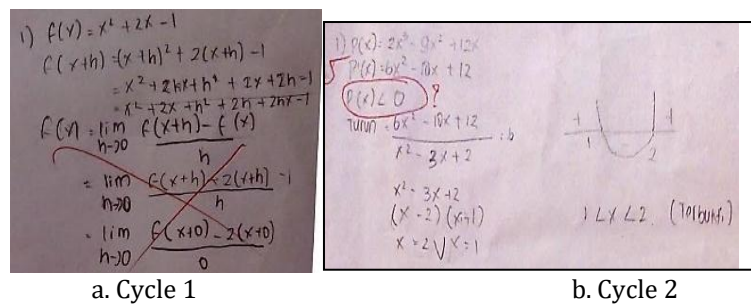 1) f(x) = x² + 2x - 1
f(x+h) = (x+h)² + 2(x+h) - 1
= x² + 2hx + h² + 2x + 2h - 1
= x² + 2x + h² + 2h + 2hx - 1
f(x) = lim f(x+h) - f(x)
h→0 h
= lim f(x+h) - 2(x+h) - 1
h→0 h
= lim f(x+0) - 2(x+0)
h→0 0
a. Cycle 1
1) P(x) = 2x³ - 9x² + 12x
5 P'(x) = 6x² - 18x + 12
P(x) < 0 ?
Turun = 6x² - 18x + 12 : 6
x² - 3x + 2
x² - 3x + 2
(x - 2) (x-1)
x = 2 V x = 1
+ - +
1 2
1 < x < 2 (Terbukti)
b. Cycle 2